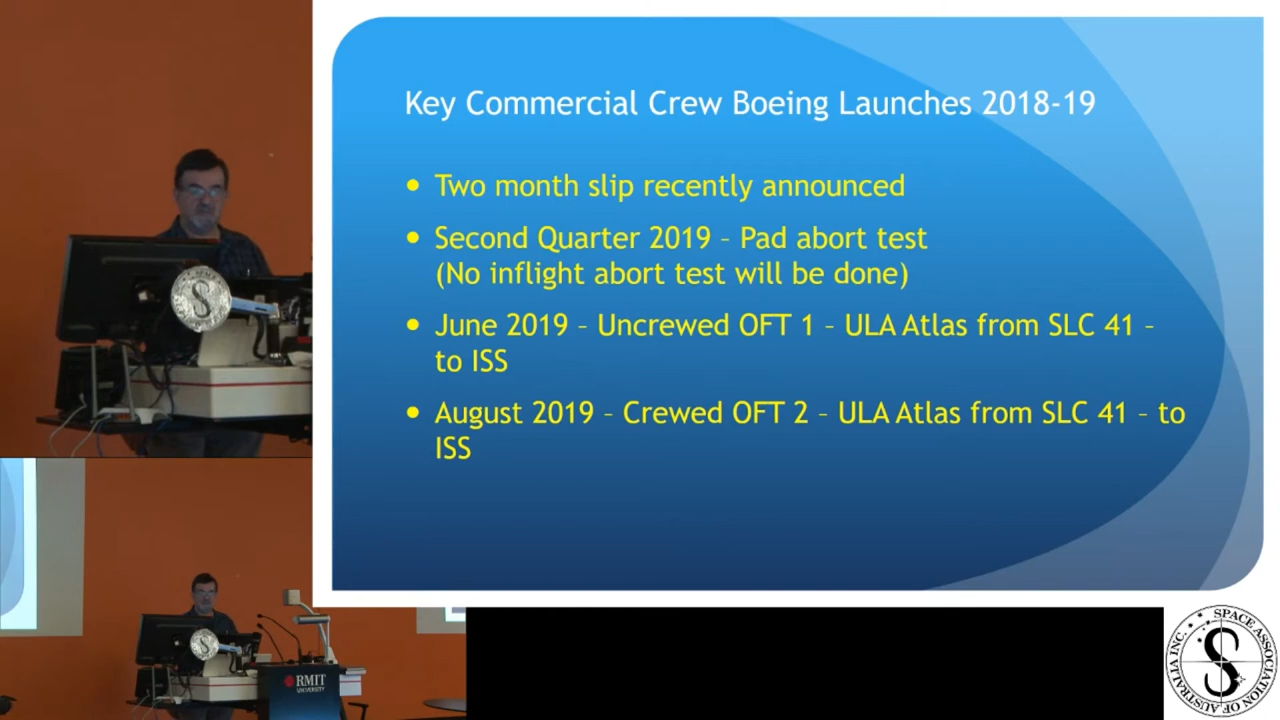 Key Commercial Crew Boeing Launches 2018-19
• Two month slip recently announced
• Second Quarter 2019 – Pad abort test
(No inflight abort test will be done)
• June 2019 – Uncrewed OFT 1 – ULA Atlas from SLC 41 –
to ISS
• August 2019 – Crewed OFT 2 – ULA Atlas from SLC 41 – to
ISS
RMIT
UNIVERSITY
SPACE ASSOCIATION OF AUSTRALIA INC.
S